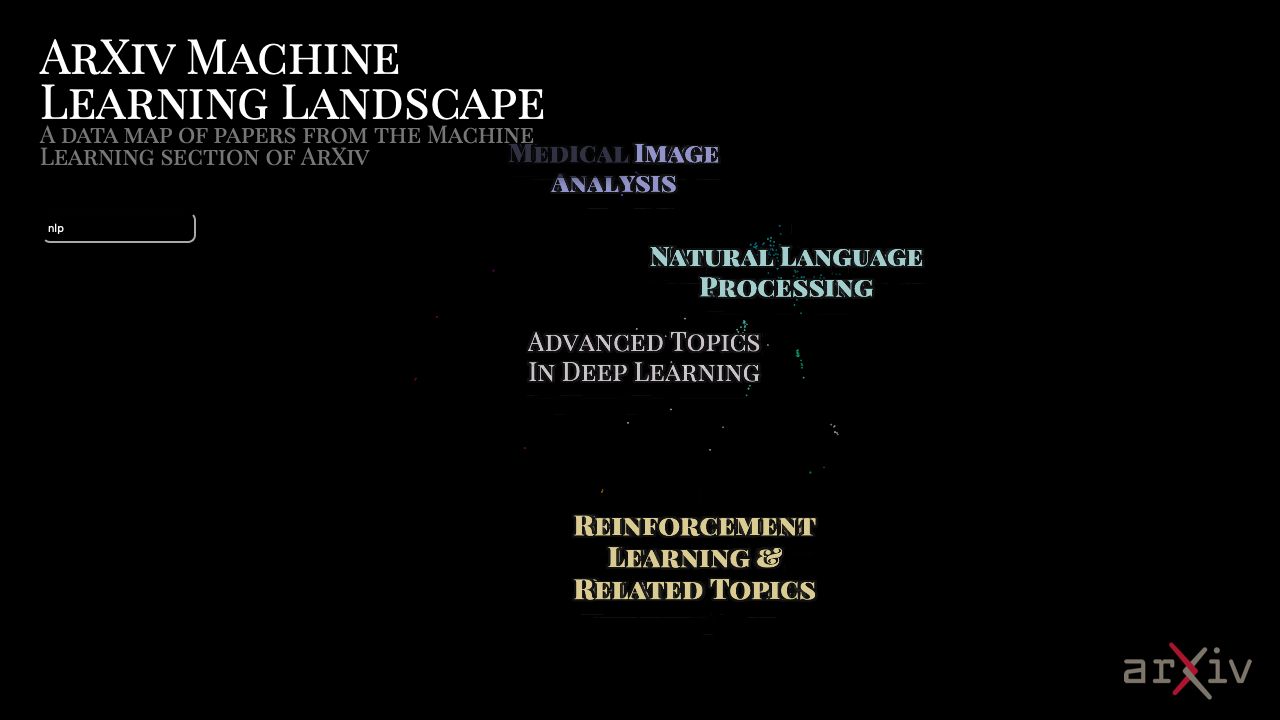 ArXiv Machine
Learning Landscape
A data map of papers from the Machine
Learning section of ArXiv
nlp
Medical Image
Analysis
Natural Language
Processing
Advanced Topics
In Deep Learning
Reinforcement
Learning &
Related Topics
arXiv